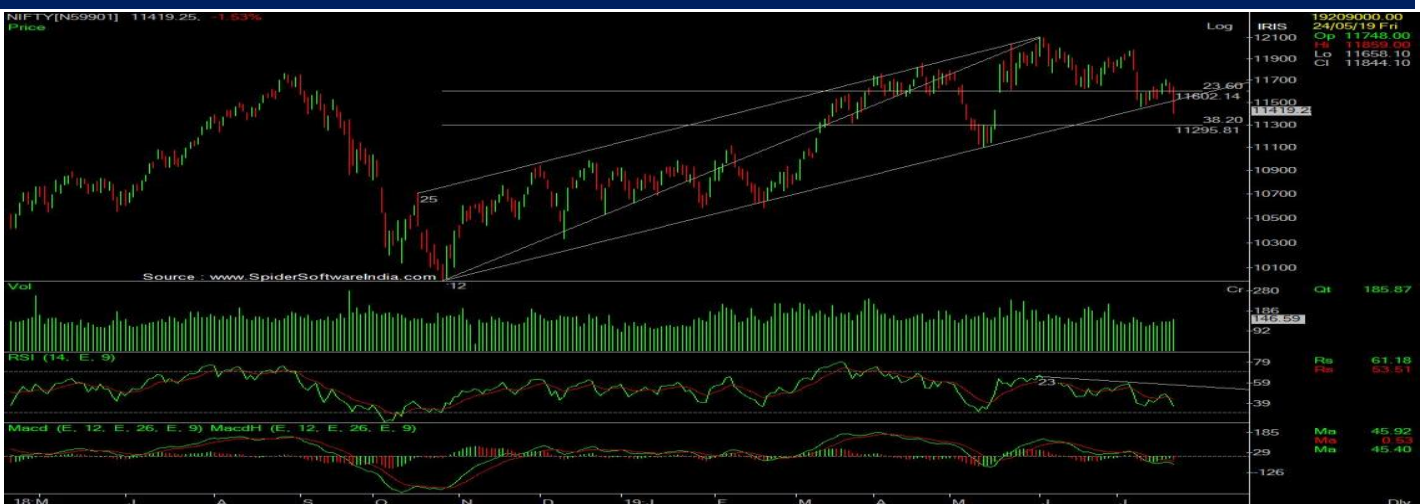 NIFTY[N59901] 11419.25, -1.53%
Price
Log
IRIS
19209000.00
24/05/19 Fri
Op 11748.00
Hi 11859.00
Lo 11658.10
Cl 11844.10
12100
11900
11700
11500
11419.2
11300
11100
10900
10700
10500
10300
10100
23.60
11602.14
38.20
11295.81
25
12
Source : www.SpiderSoftwareIndia.com
Vol
Cr
280
186
146.59
92
Qt 185.87
RSI (14, E, 9)
79
59
39
23
Rs 61.18
Rs 53.51
Macd (E, 12, E, 26, E, 9) MacdH (E, 12, E, 26, E, 9)
185
29
-126
Ma 45.92
Ma 0.53
Ma 45.40
18:M J A S O N D 19:J F M A M J J
Dly